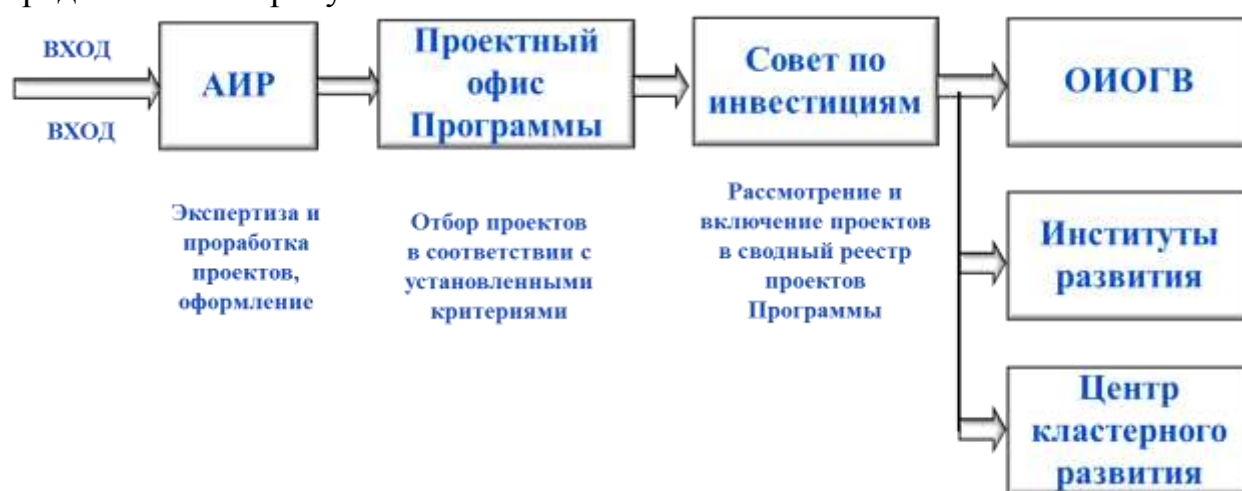 ВХОД
ВХОД
АИР
Проектный
офис
Программы
Совет по
инвестициям
ОИОГВ
Экспертиза и
проработка
проектов,
оформление
Отбор проектов
в соответствии с
установленными
критериями
Рассмотрение и
включение проектов
в сводный реестр
проектов
Программы
Институты
развития
Центр
кластерного
развития